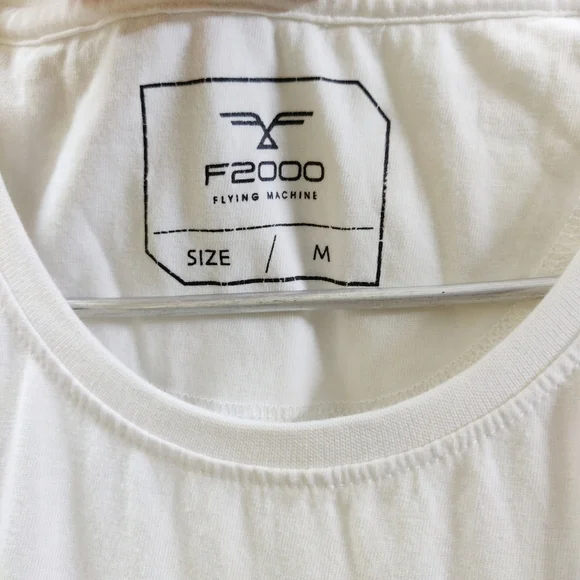 F2000
FLYING MACHINE
SIZE / M